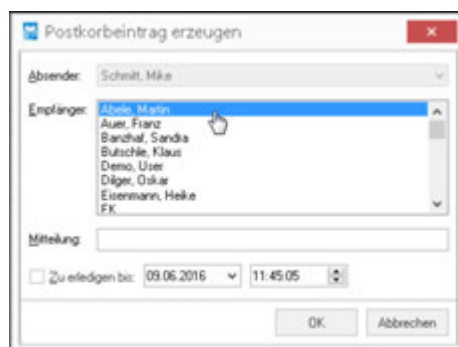 Postkorbeintrag erzeugen
Absender: Schmitt, Mike
Empfänger: Abele, Martin
Auer, Franz
Banzhaf, Sandra
Butschle, Klaus
Demo, User
Dilger, Oskar
Eisenmann, Heike
FK
Mitteilung:
Zu erledigen bis: 09.06.2016 11:45:05
OK Abbrechen